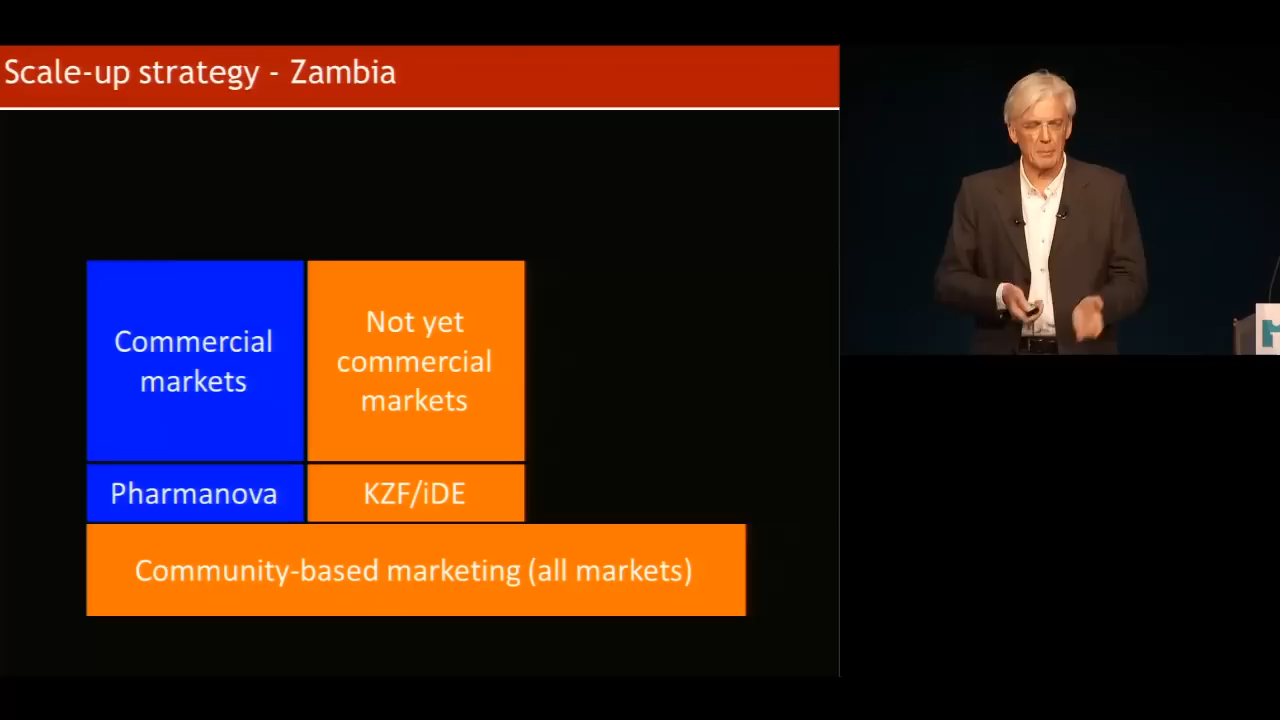 Scale-up strategy - Zambia
Commercial
markets
Not yet
commercial
markets
Pharmanova
KZF/iDE
Community-based marketing (all markets)